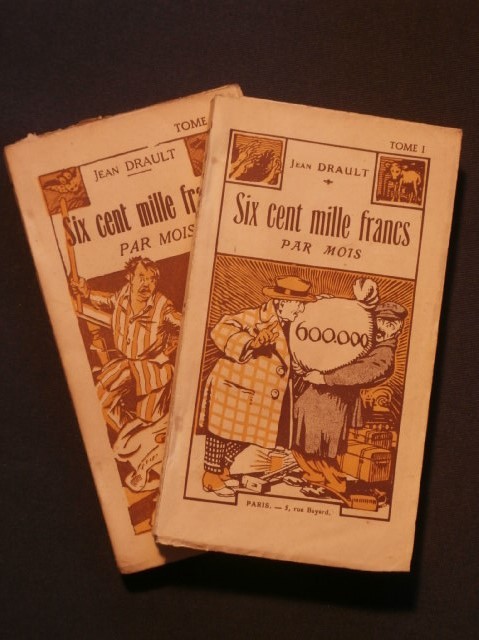 TOME
JEAN DRAULT
Six cent mille fra
PAR MOIS
TOME I
JEAN DRAULT
Six cent mille francs
PAR MOIS
600.000
PARIS. — 5, rue Bayard.